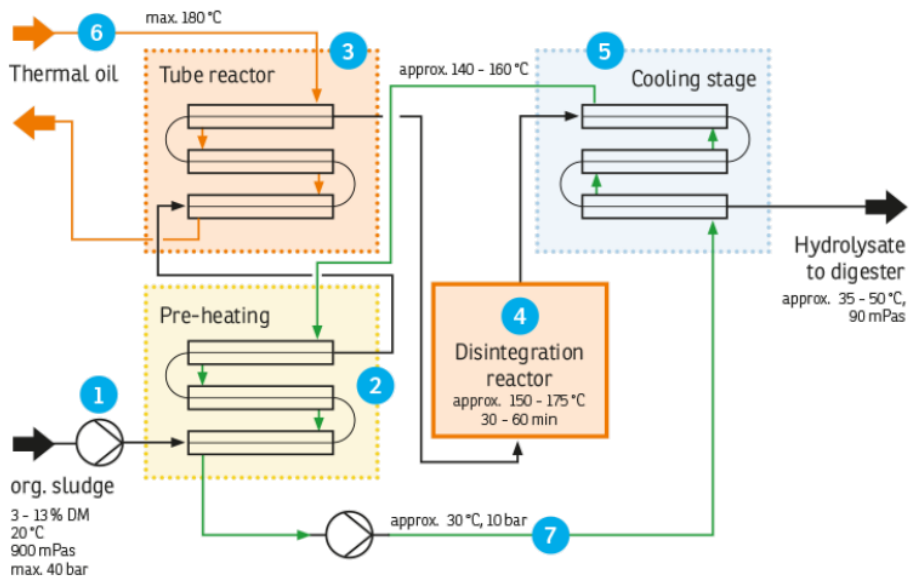 6
max. 180 °C
Thermal oil
3
Tube reactor
approx. 140 - 160 °C
5
Cooling stage
Hydrolysate
to digester
approx. 35 - 50 °C,
90 mPas
Pre-heating
2
4
Disintegration
reactor
approx. 150 - 175 °C
30 - 60 min
1
org. sludge
3 - 13 % DM
20 °C
900 mPas
max. 40 bar
approx. 30 °C, 10 bar
7